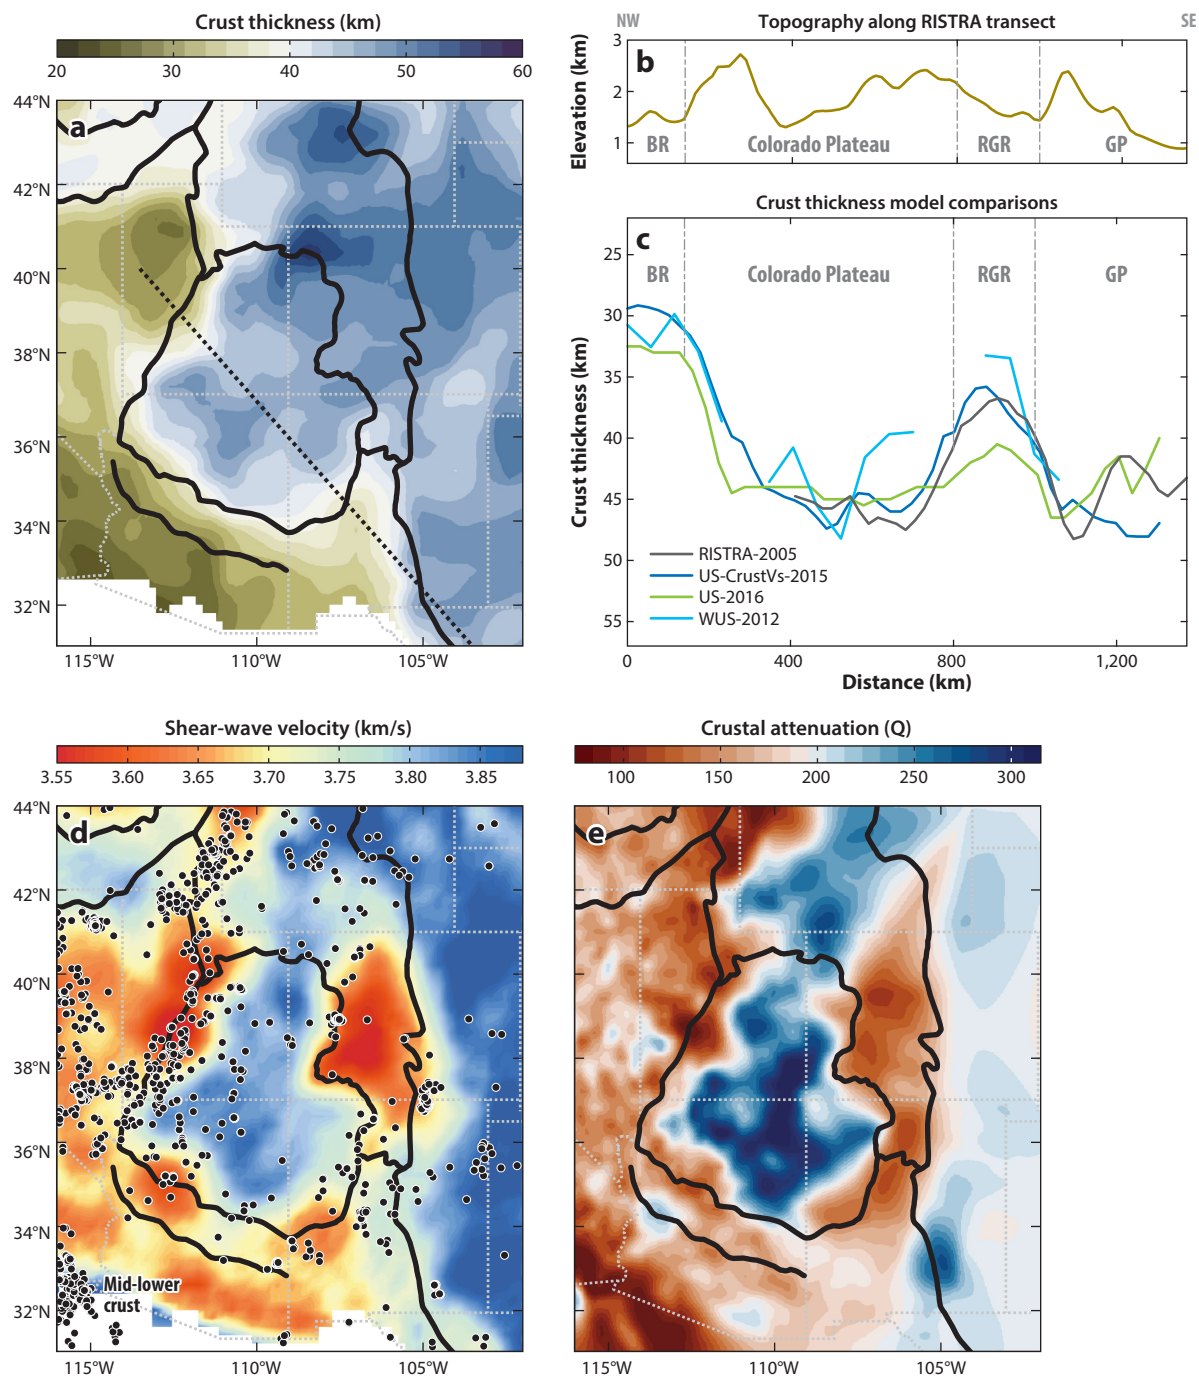 Crust thickness (km)
20 30 40 50 60
a
44°N
42°N
40°N
38°N
36°N
34°N
32°N
115°W 110°W 105°W
NW Topography along RISTRA transect SE
b
Elevation (km)
3
2
1
BR Colorado Plateau RGR GP
Crust thickness model comparisons
c
Crust thickness (km)
25
30
35
40
45
50
55
BR Colorado Plateau RGR GP
RISTRA-2005
US-CrustVs-2015
US-2016
WUS-2012
0 400 800 1,200
Distance (km)
Shear-wave velocity (km/s)
3.55 3.60 3.65 3.70 3.75 3.80 3.85
d
44°N
42°N
40°N
38°N
36°N
34°N
32°N
Mid-lower
crust
115°W 110°W 105°W
Crustal attenuation (Q)
100 150 200 250 300
e
115°W 110°W 105°W